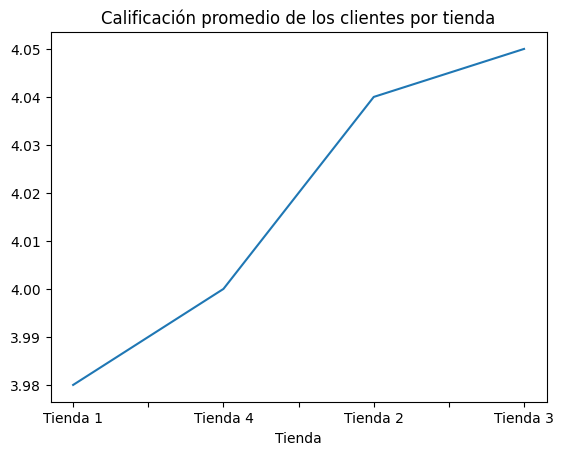 Calificación promedio de los clientes por tienda
4.05
4.04
4.03
4.02
4.01
4.00
3.99
3.98
Tienda 1 Tienda 4 Tienda 2 Tienda 3
Tienda